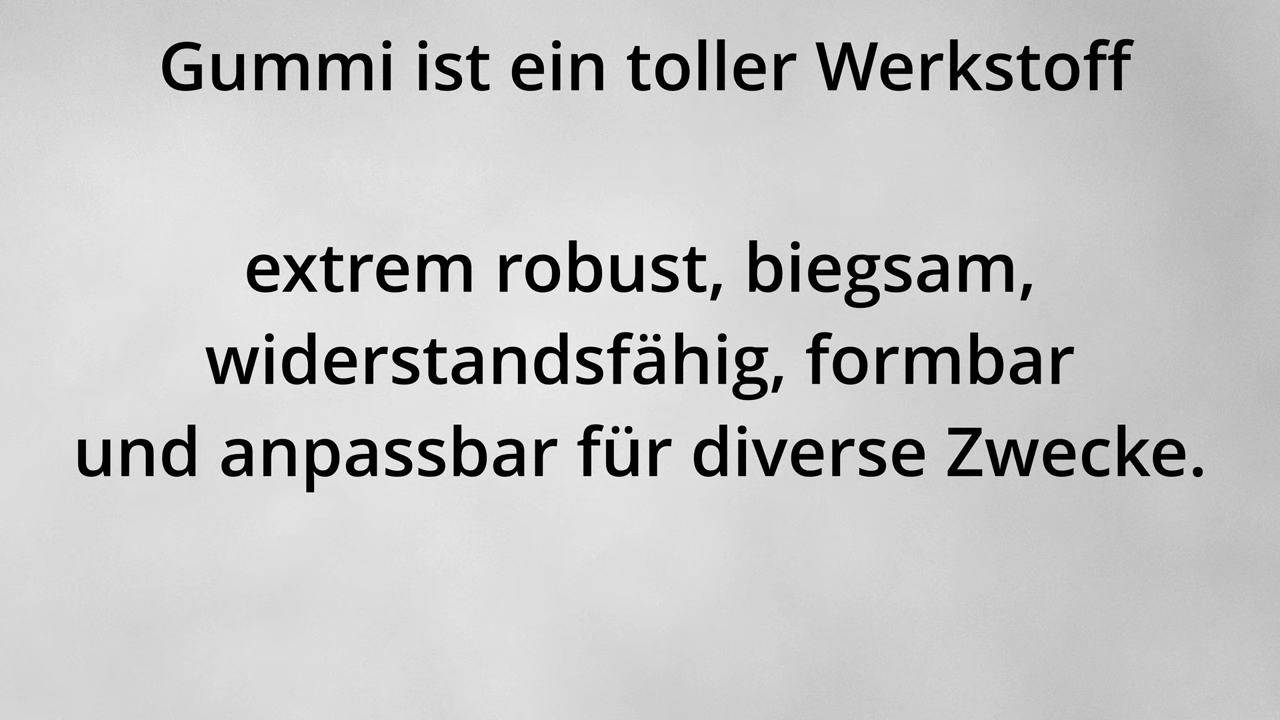 Gummi ist ein toller Werkstoff
extrem robust, biegsam,
widerstandsfähig, formbar
und anpassbar für diverse Zwecke.